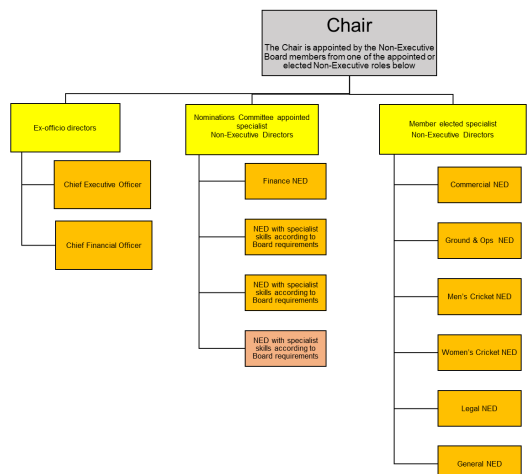 Chair
The Chair is appointed by the Non-Executive
Board members from one of the appointed or
elected Non-Executive roles below
Ex-officio directors
Chief Executive Officer
Chief Financial Officer
Nominations Committee appointed
specialist
Non-Executive Directors
Finance NED
NED with specialist
skills according to
Board requirements
NED with specialist
skills according to
Board requirements
NED with specialist
skills according to
Board requirements
Member elected specialist
Non-Executive Directors
Commercial NED
Ground & Ops NED
Men's Cricket NED
Women's Cricket NED
Legal NED
General NED